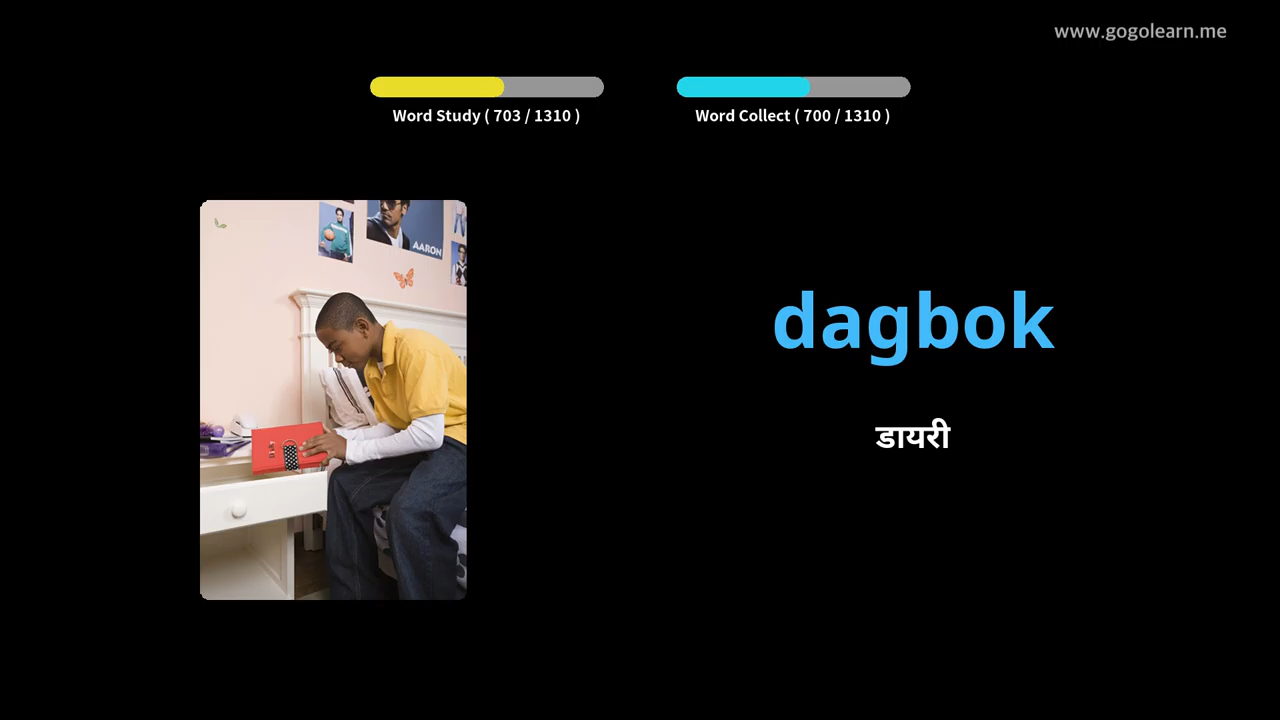 www.gogolearn.me
Word Study ( 703 / 1310 )
Word Collect ( 700 / 1310 )
AARON
dagbok
डायरी